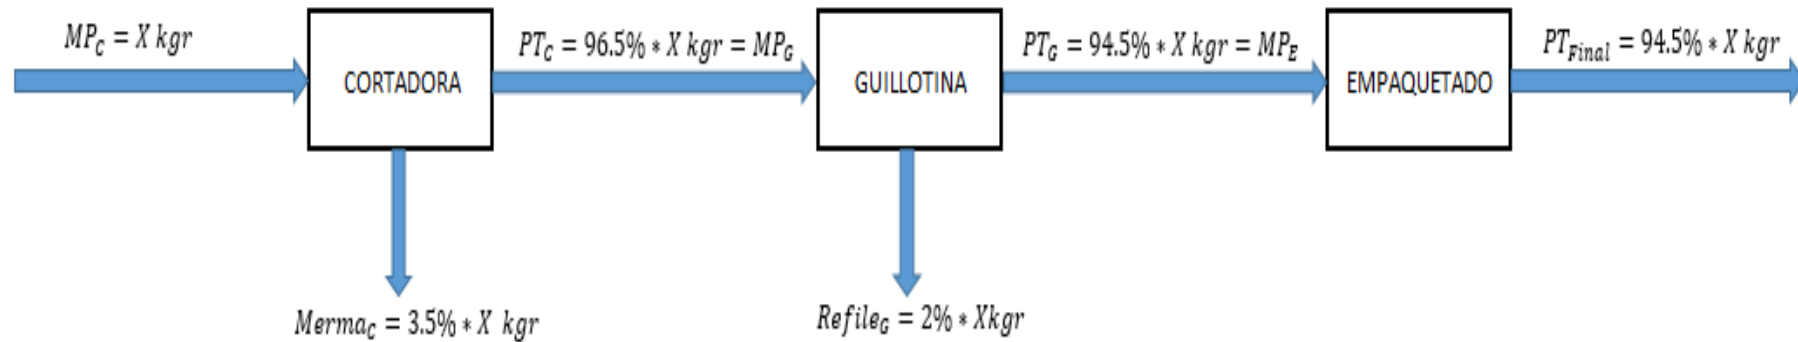 MP_C = X kgr
CORTADORA
PT_C = 96.5% * X kgr = MP_G
GUILLOTINA
PT_G = 94.5% * X kgr = MP_E
EMPAQUETADO
PT_Final = 94.5% * X kgr
Merma_C = 3.5% * X kgr
Refile_G = 2% * Xkgr